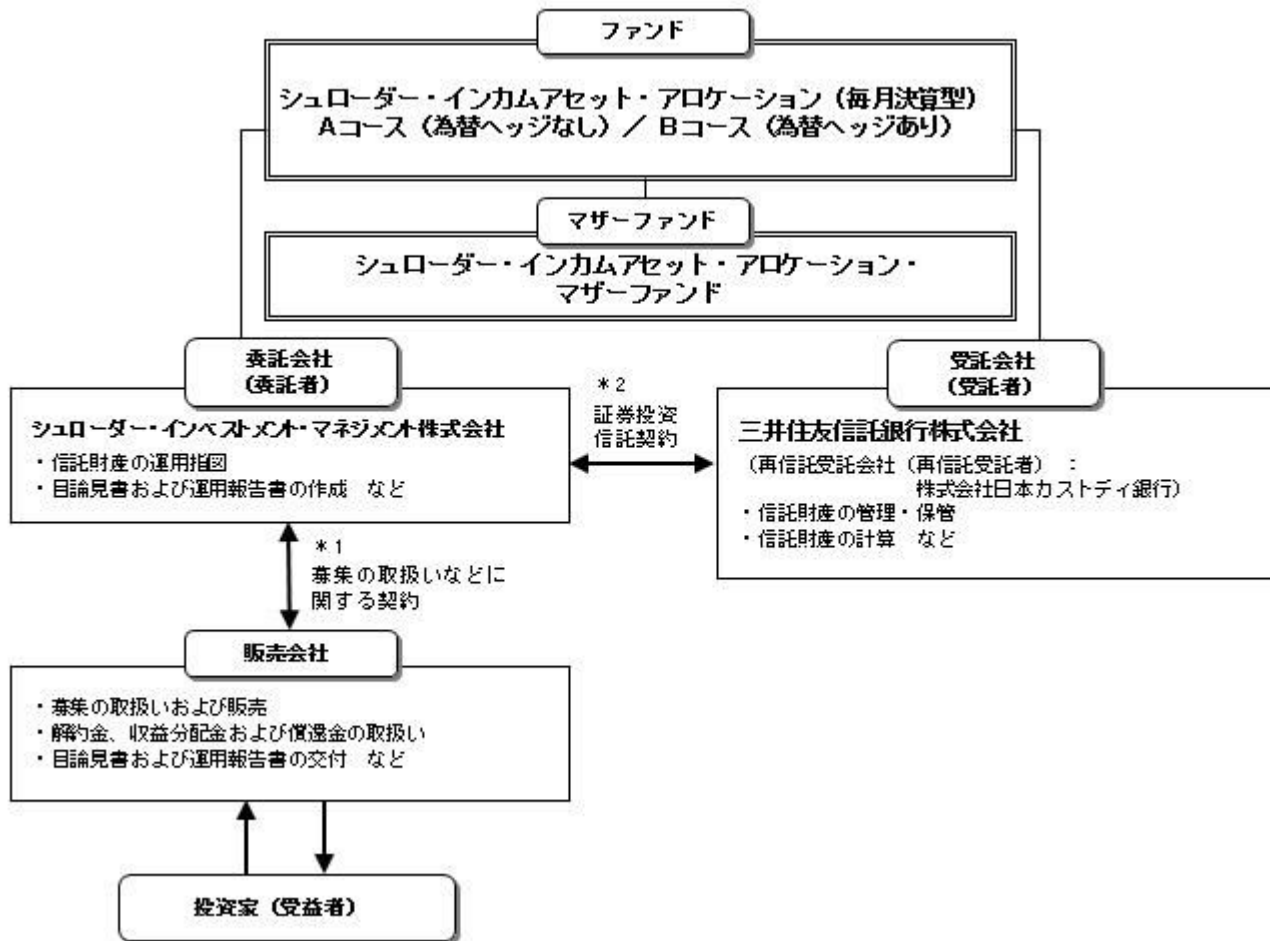 ファンド
シュローダー・インカムアセット・アロケーション（毎月決算型）
Aコース（為替ヘッジなし）／Bコース（為替ヘッジあり）
マザーファンド
シュローダー・インカムアセット・アロケーション・
マザーファンド
委託会社
（委託者）
シュローダー・インベストメント・マネジメント株式会社
・信託財産の運用指図
・目論見書および運用報告書の作成　など
＊2
証券投資
信託契約
受託会社
（受託者）
三井住友信託銀行株式会社
（再信託受託会社（再信託受託者）：
株式会社日本カストディ銀行）
・信託財産の管理・保管
・信託財産の計算　など
＊1
募集の取扱いなどに
関する契約
販売会社
・募集の取扱いおよび販売
・解約金、収益分配金および償還金の取扱い
・目論見書および運用報告書の交付　など
投資家（受益者）